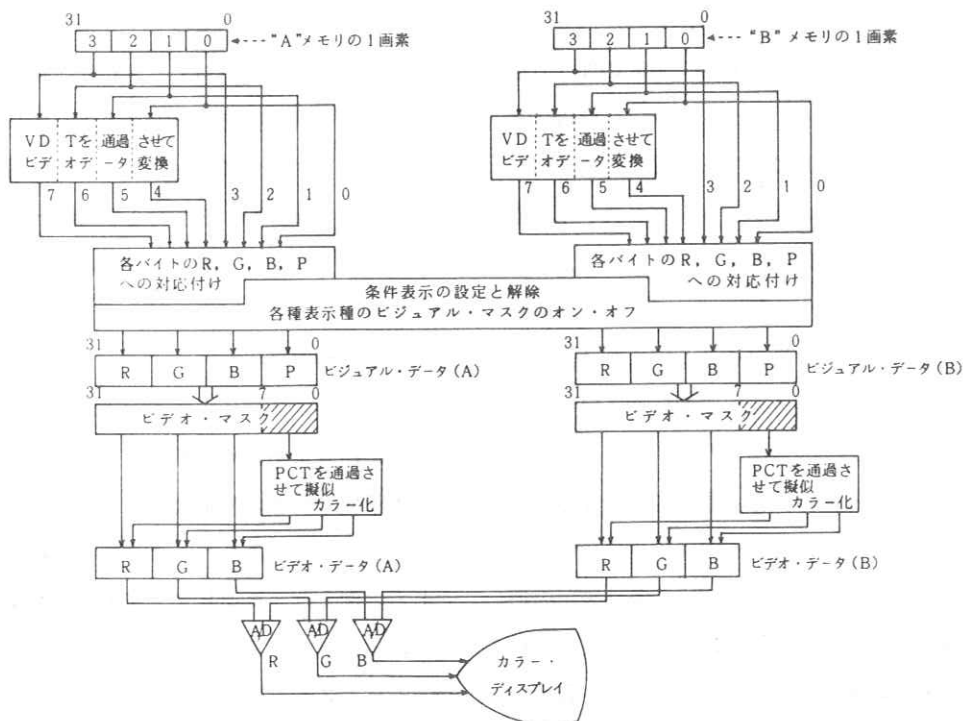 31 0
3 2 1 0
“A”メモリの1画素
31 0
3 2 1 0
“B”メモリの1画素
VD Tを 通過 させて
ビデ オデ ータ 変換
7 6 5 4 3 2 1 0
VD Tを 通過 させて
ビデ オデ ータ 変換
7 6 5 4 3 2 1 0
各バイトのR，G，B，P
への対応付け
各バイトのR，G，B，P
への対応付け
条件表示の設定と解除
各種表示種のビジュアル・マスクのオン・オフ
31 0
R G B P
ビジュアル・データ(A)
31 0
R G B P
ビジュアル・データ(B)
31 7 0
ビデオ・マスク
31 7 0
ビデオ・マスク
PCTを通過さ
せて擬似
カラー化
PCTを通過さ
せて擬似
カラー化
R G B
ビデオ・データ(A)
R G B
ビデオ・データ(B)
A/D A/D A/D
R G B
カラー・
ディスプレイ